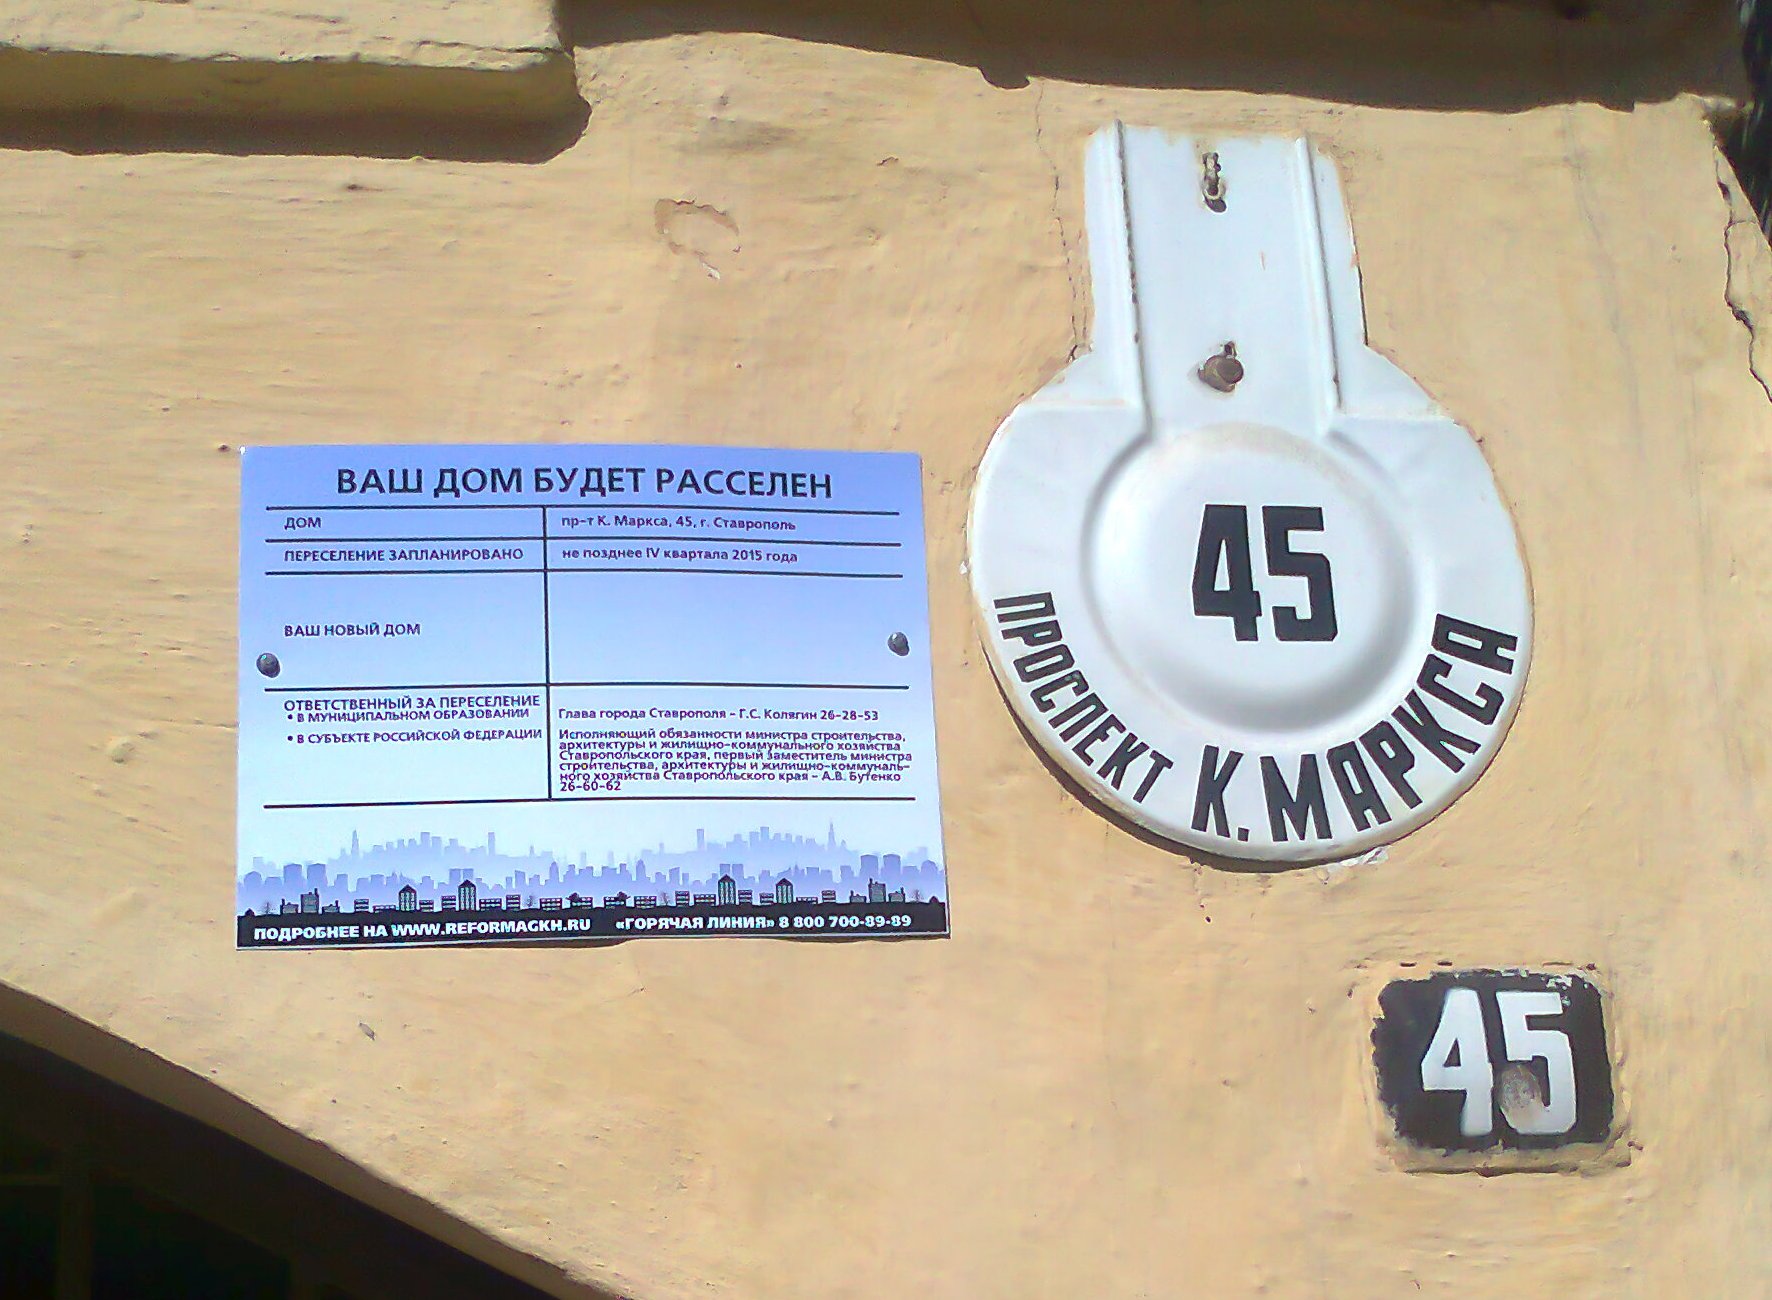 ВАШ ДОМ БУДЕТ РАССЕЛЕН
ДОМ
пр-т К. Маркса, 45, г. Ставрополь
ПЕРЕСЕЛЕНИЕ ЗАПЛАНИРОВАНО
не позднее IV квартала 2015 года
ВАШ НОВЫЙ ДОМ
ОТВЕТСТВЕННЫЙ ЗА ПЕРЕСЕЛЕНИЕ
• В МУНИЦИПАЛЬНОМ ОБРАЗОВАНИИ
Глава города Ставрополя – Г.С. Колягин 26-28-53
• В СУБЪЕКТЕ РОССИЙСКОЙ ФЕДЕРАЦИИ
Исполняющий обязанности министра строительства,
архитектуры и жилищно-коммунального хозяйства
Ставропольского края, первый заместитель министра
строительства, архитектуры и жилищно-коммуналь-
ного хозяйства Ставропольского края – А.В. Бутенко
26-60-62
ПОДРОБНЕЕ НА WWW.REFORMAGKH.RU «ГОРЯЧАЯ ЛИНИЯ» 8 800 700-89-89
45
ПРОСПЕКТ К. МАРКСА
45